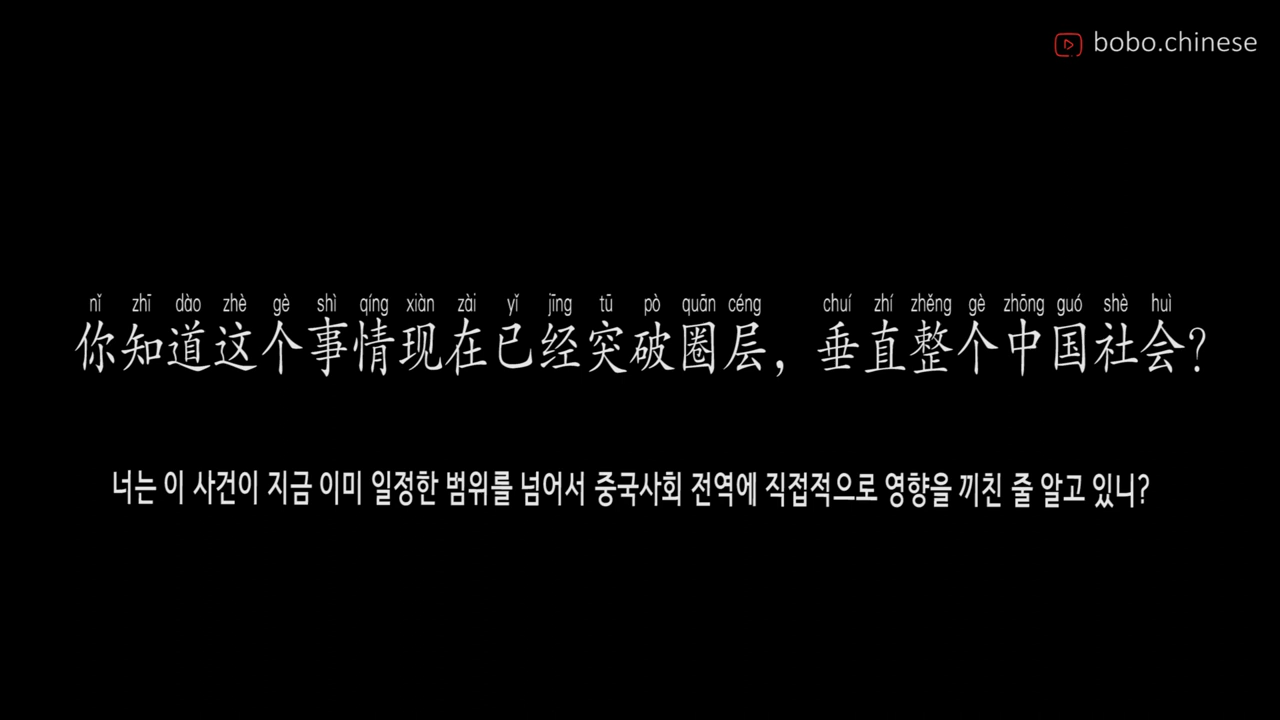 bobo.chinese
nǐ zhī dào zhè gè shì qíng xiàn zài yǐ jīng tū pò quān céng chuí zhí zhěng gè zhōng guó shè huì
你知道这个事情现在已经突破圈层，垂直整个中国社会？
너는 이 사건이 지금 이미 일정한 범위를 넘어서 중국사회 전역에 직접적으로 영향을 끼친 줄 알고 있니?